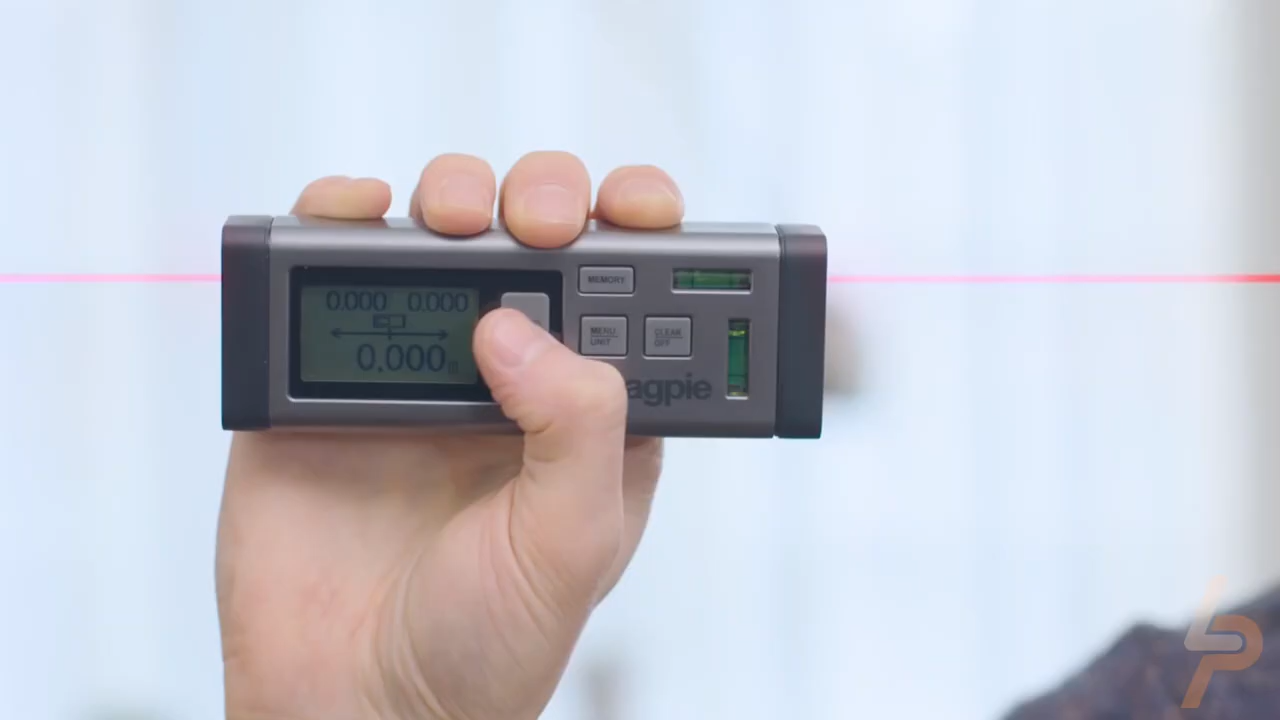 0.000 0.000
0.000
MEMORY
MENU
UNIT
CLEAR
OFF
agpie